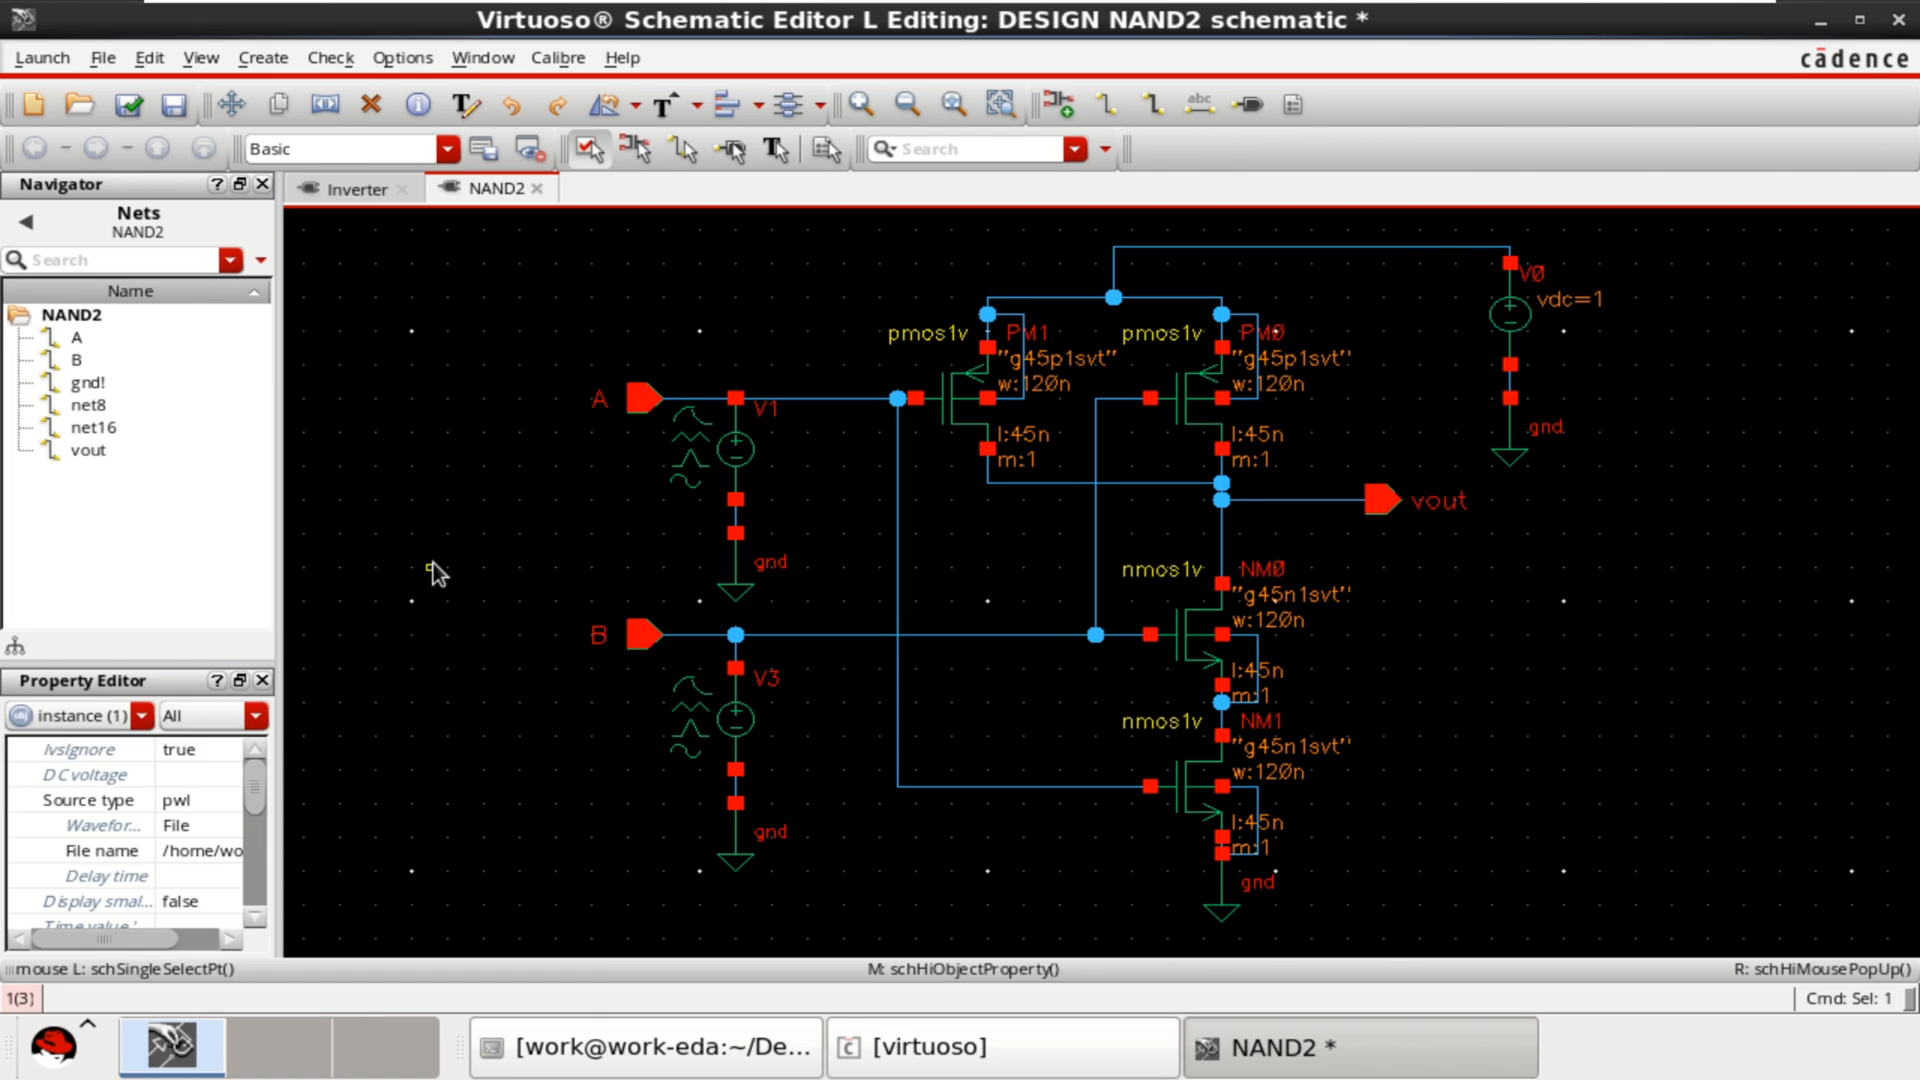 Virtuoso® Schematic Editor L Editing: DESIGN NAND2 schematic *
Launch File Edit View Create Check Options Window Calibre Help
cādence
abc
Basic
Search
Navigator
Inverter
NAND2
Nets
NAND2
Search
Name
NAND2
A
B
gnd!
net8
net16
vout
Property Editor
instance (1)
All
lvsIgnore true
DC voltage
Source type pwl
Wavefor... File
File name /home/wo
Delay time
Display smal... false
V0
vdc=1
gnd
pmos1v PM1
"g45p1svt"
w:120n
l:45n
m:1
pmos1v PM0
"g45p1svt"
w:120n
l:45n
m:1
A
V1
gnd
vout
B
V3
gnd
nmos1v NM0
"g45n1svt"
w:120n
l:45n
m:1
nmos1v NM1
"g45n1svt"
w:120n
l:45n
m:1
gnd
mouse L: schSingleSelectPt()
M: schHiObjectProperty()
R: schHiMousePopUp()
1(3)
Cmd: Sel: 1
[work@work-eda:~/De...
[virtuoso]
NAND2 *